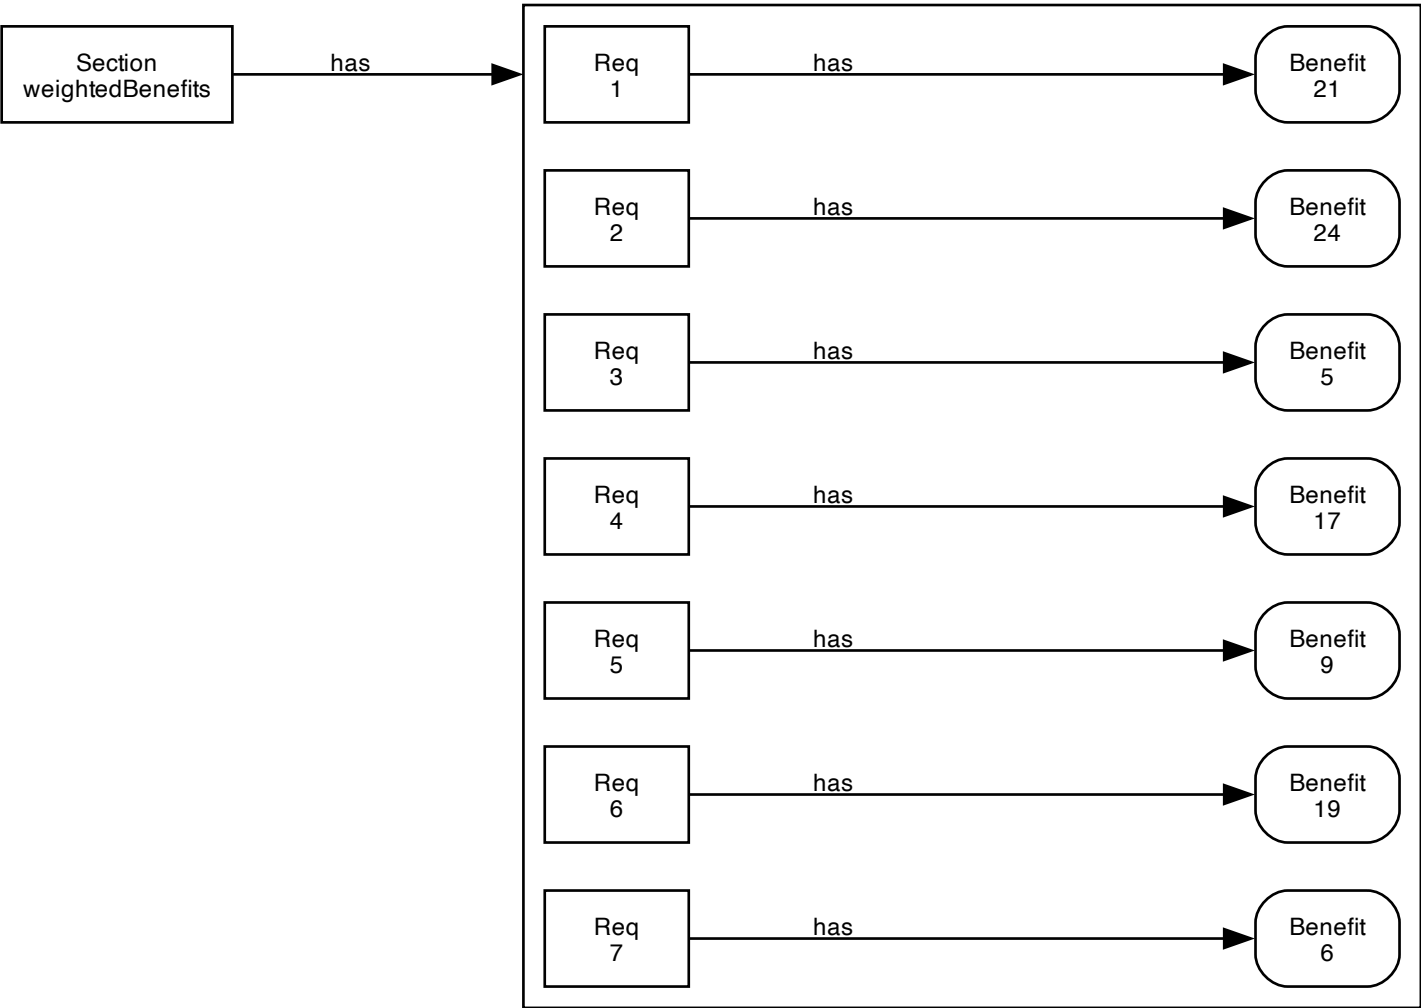 Section
weightedBenefits
has
Req
1
has
Benefit
21
Req
2
has
Benefit
24
Req
3
has
Benefit
5
Req
4
has
Benefit
17
Req
5
has
Benefit
9
Req
6
has
Benefit
19
Req
7
has
Benefit
6